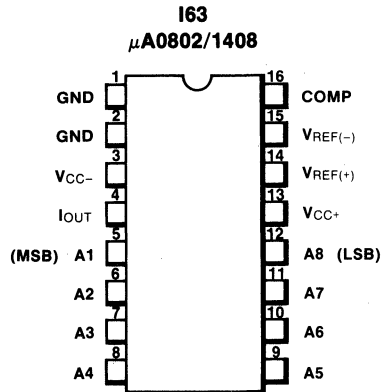 I63
μA0802/1408
1 16
GND COMP
2 15
GND VREF(−)
3 14
VCC− VREF(+)
4 13
IOUT VCC+
5 12
(MSB) A1 A8 (LSB)
6 11
A2 A7
7 10
A3 A6
8 9
A4 A5